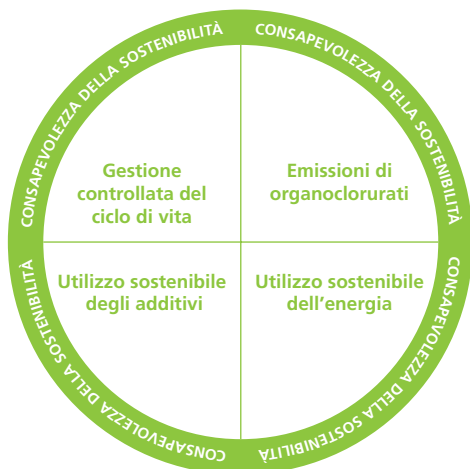 CONSAPEVOLEZZA DELLA SOSTENIBILITÀ
CONSAPEVOLEZZA DELLA SOSTENIBILITÀ
Gestione
controllata del
ciclo di vita
Emissioni di
organoclorurati
Utilizzo sostenibile
degli additivi
Utilizzo sostenibile
dell'energia
CONSAPEVOLEZZA DELLA SOSTENIBILITÀ
CONSAPEVOLEZZA DELLA SOSTENIBILITÀ